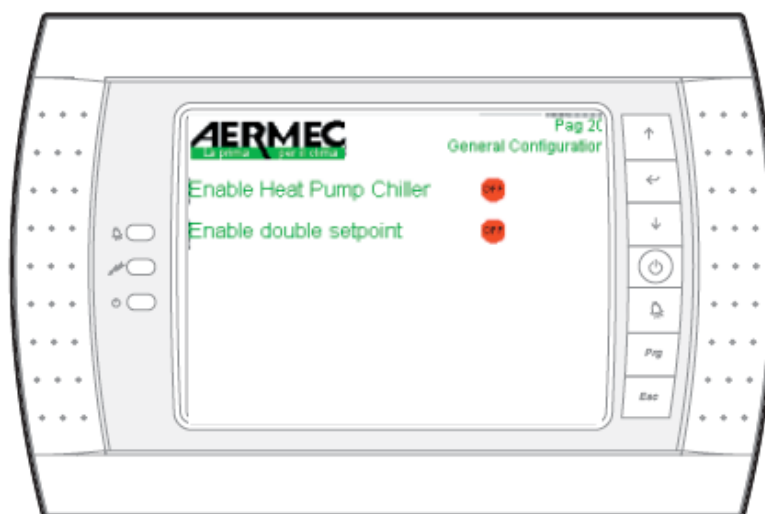 AERMEC
La prima per il clima
Pag 20
General Configuration
Enable Heat Pump Chiller OFF
Enable double setpoint OFF
Prg
Esc